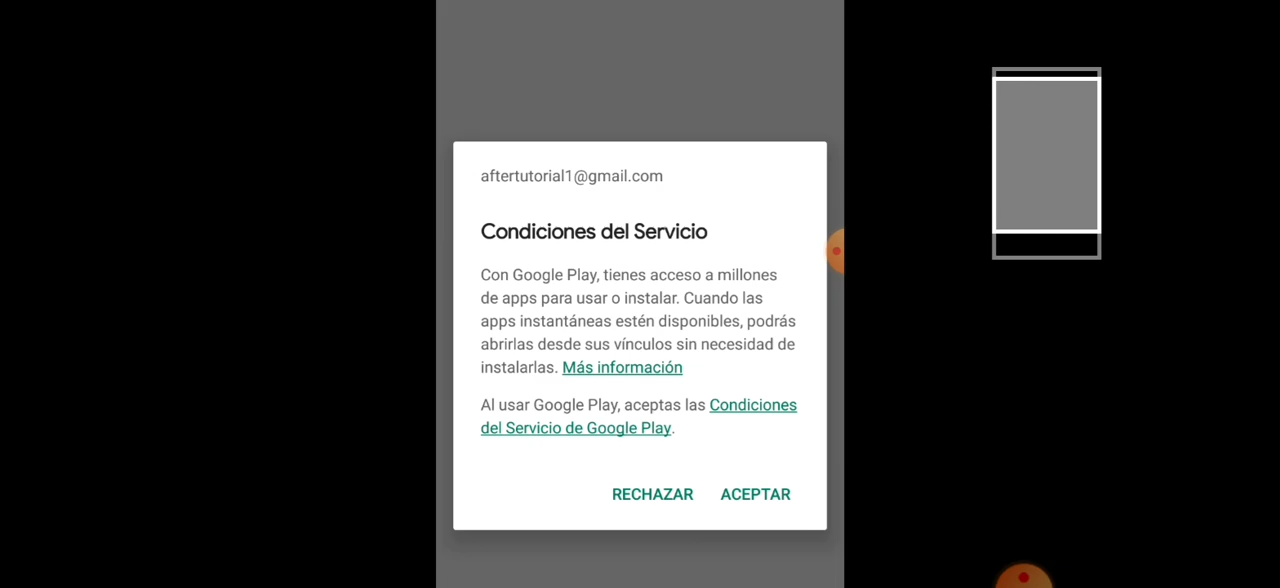 aftertutorial1@gmail.com
Condiciones del Servicio
Con Google Play, tienes acceso a millones
de apps para usar o instalar. Cuando las
apps instantáneas estén disponibles, podrás
abrirlas desde sus vínculos sin necesidad de
instalarlas. Más información
Al usar Google Play, aceptas las Condiciones
del Servicio de Google Play.
RECHAZAR ACEPTAR